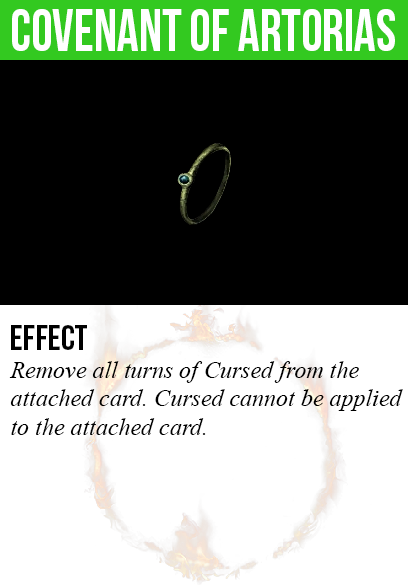 COVENANT OF ARTORIAS
EFFECT
Remove all turns of Cursed from the
attached card. Cursed cannot be applied
to the attached card.